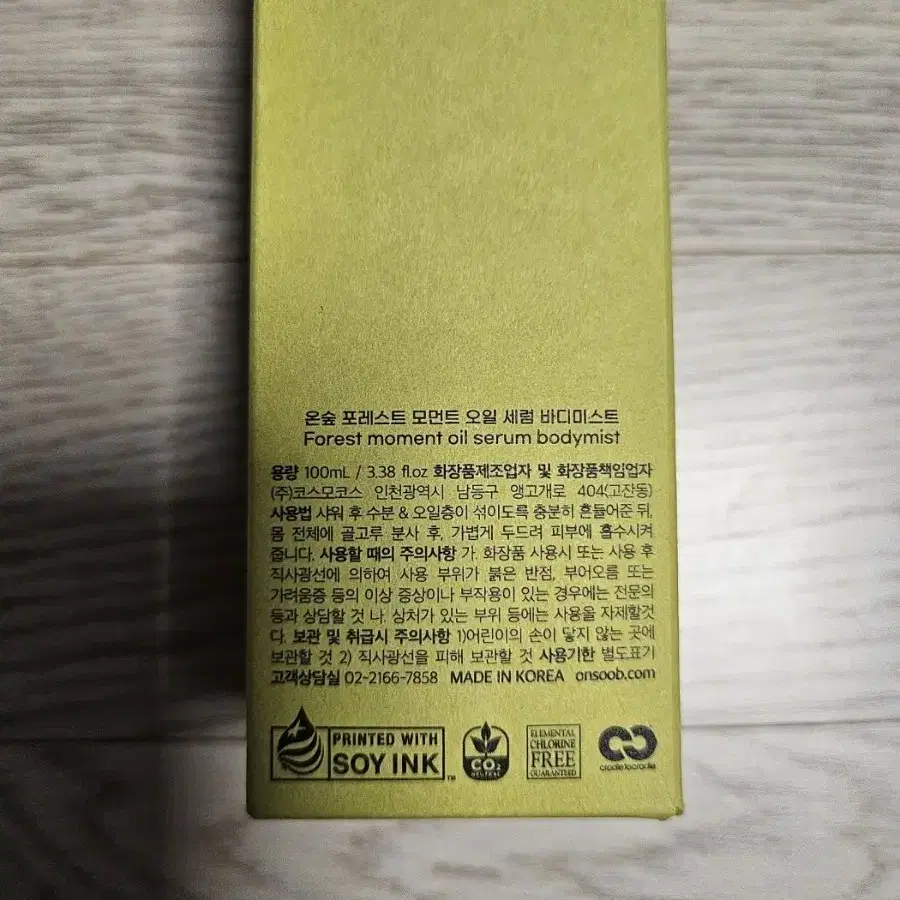 온숲 포레스트 모먼트 오일 세럼 바디미스트
Forest moment oil serum bodymist
용량 100mL / 3.38 fl.oz 화장품제조업자 및 화장품책임업자
(주)코스모코스 인천광역시 남동구 앵고개로 404(고잔동)
사용법 샤워 후 수분 & 오일층이 섞이도록 충분히 흔들어준 뒤,
몸 전체에 골고루 분사 후, 가볍게 두드려 피부에 흡수시켜
줍니다. 사용할 때의 주의사항 가. 화장품 사용시 또는 사용 후
직사광선에 의하여 사용 부위가 붉은 반점, 부어오름 또는
가려움증 등의 이상 증상이나 부작용이 있는 경우에는 전문의
등과 상담할 것 나. 상처가 있는 부위 등에는 사용을 자제할것
다. 보관 및 취급시 주의사항 1)어린이의 손이 닿지 않는 곳에
보관할 것 2) 직사광선을 피해 보관할 것 사용기한 별도표기
고객상담실 02-2166-7858 MADE IN KOREA onsoob.com
PRINTED WITH
SOY INK™
CO₂
NEUTRAL
ELEMENTAL
CHLORINE
FREE
GUARANTEED
cradletocradle